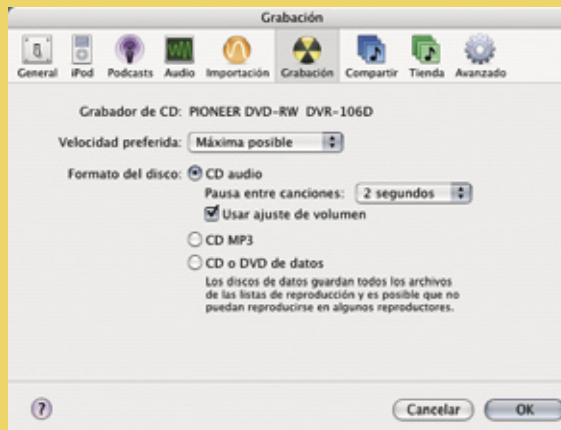 Grabación
General iPod Podcasts Audio Importación Grabación Compartir Tienda Avanzado
Grabador de CD: PIONEER DVD-RW DVR-106D
Velocidad preferida: Máxima posible
Formato del disco: CD audio
Pausa entre canciones: 2 segundos
Usar ajuste de volumen
CD MP3
CD o DVD de datos
Los discos de datos guardan todos los archivos
de las listas de reproducción y es posible que no
puedan reproducirse en algunos reproductores.
? Cancelar OK